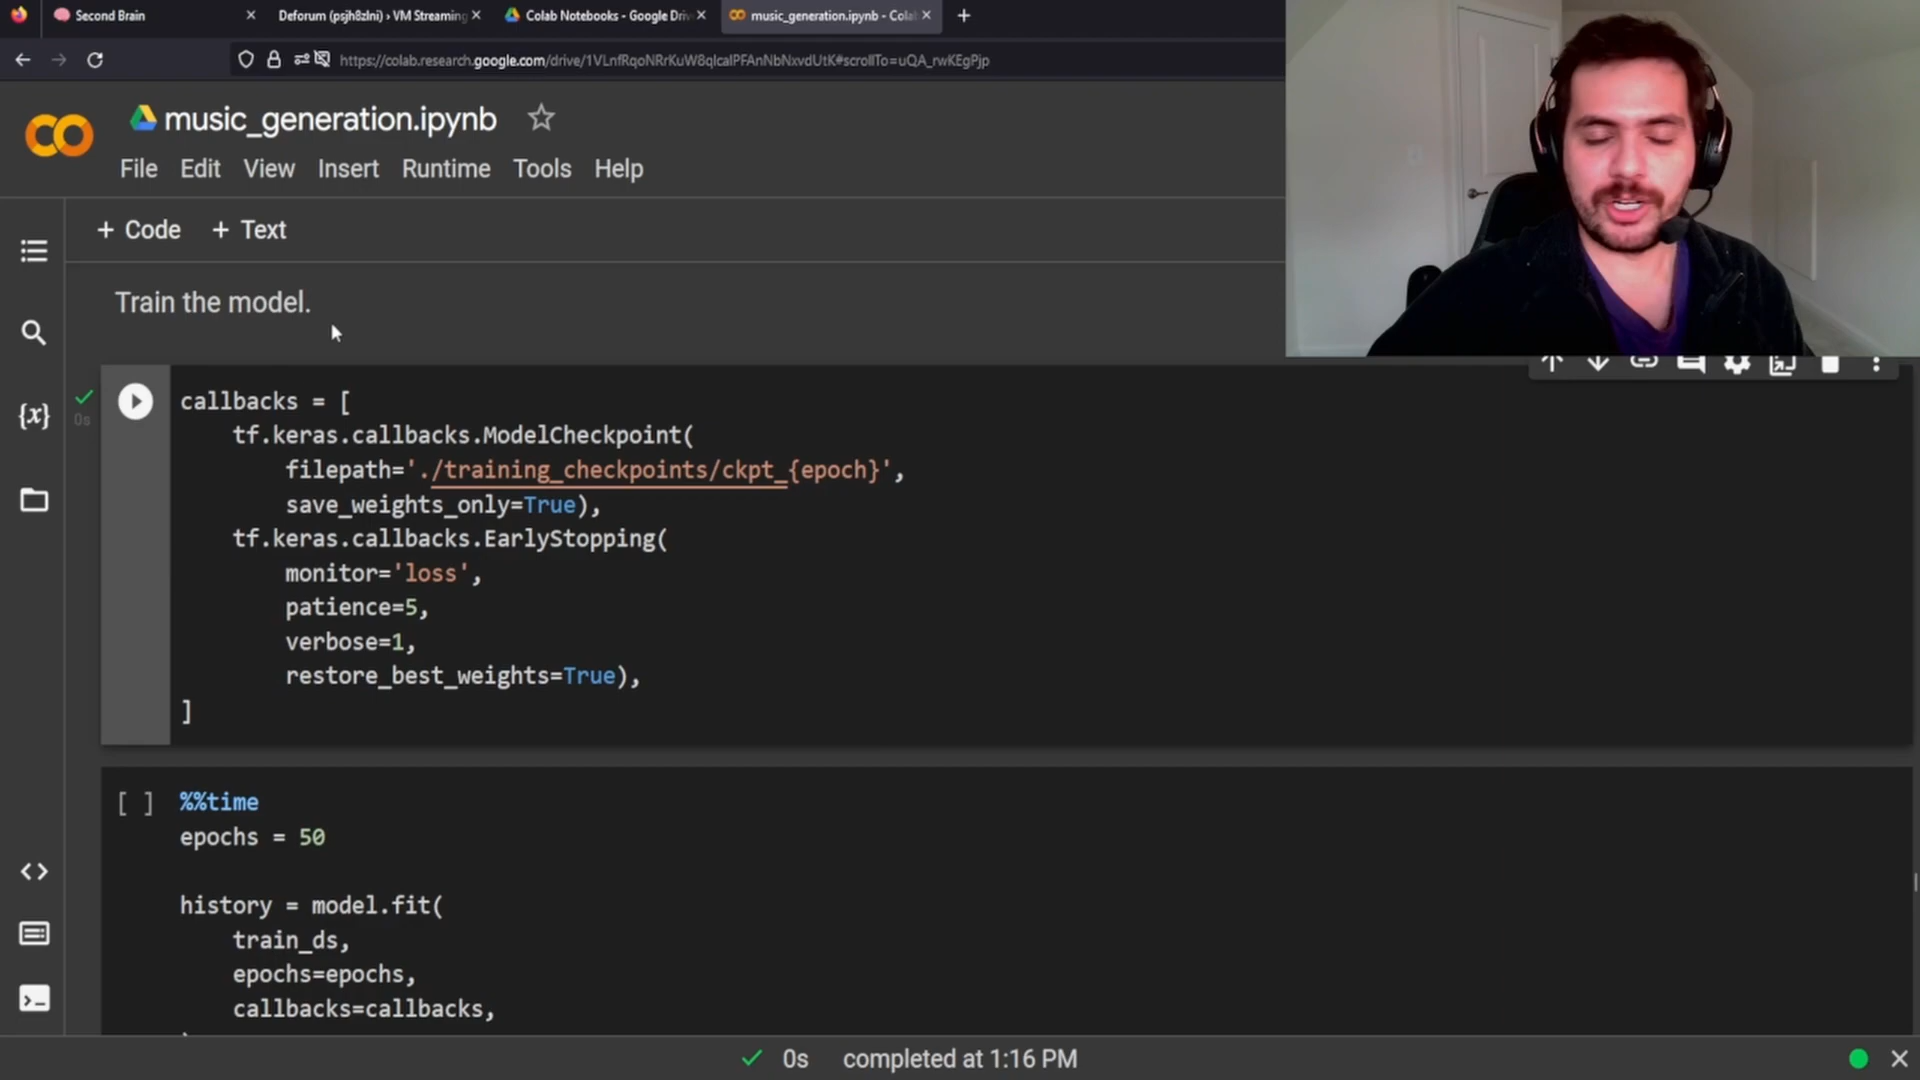 Second Brain
Deforum (psjh8zlni) › VM Streaming
Colab Notebooks - Google Driv
music_generation.ipynb - Cola
https://colab.research.google.com/drive/1VLnfRqoNRrKuW8qIcalPFAnNbNxvdUtK#scrollTo=uQA_rwKEgPjp
music_generation.ipynb
File Edit View Insert Runtime Tools Help
+ Code + Text
Train the model.
0s
callbacks = [
tf.keras.callbacks.ModelCheckpoint(
filepath='./training_checkpoints/ckpt_{epoch}',
save_weights_only=True),
tf.keras.callbacks.EarlyStopping(
monitor='loss',
patience=5,
verbose=1,
restore_best_weights=True),
]
[ ] %%time
epochs = 50
history = model.fit(
train_ds,
epochs=epochs,
callbacks=callbacks,
0s completed at 1:16 PM